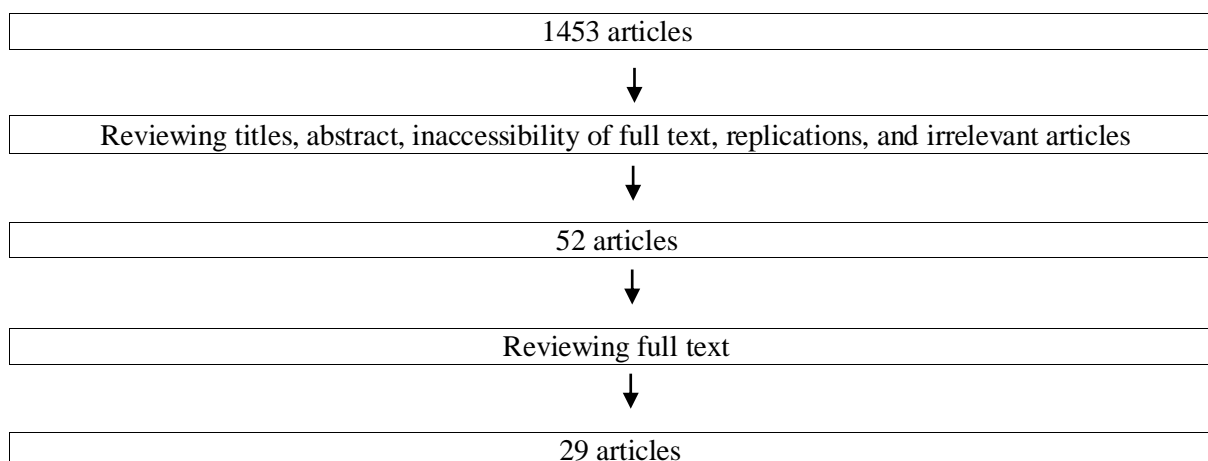 1453 articles
Reviewing titles, abstract, inaccessibility of full text, replications, and irrelevant articles
52 articles
Reviewing full text
29 articles